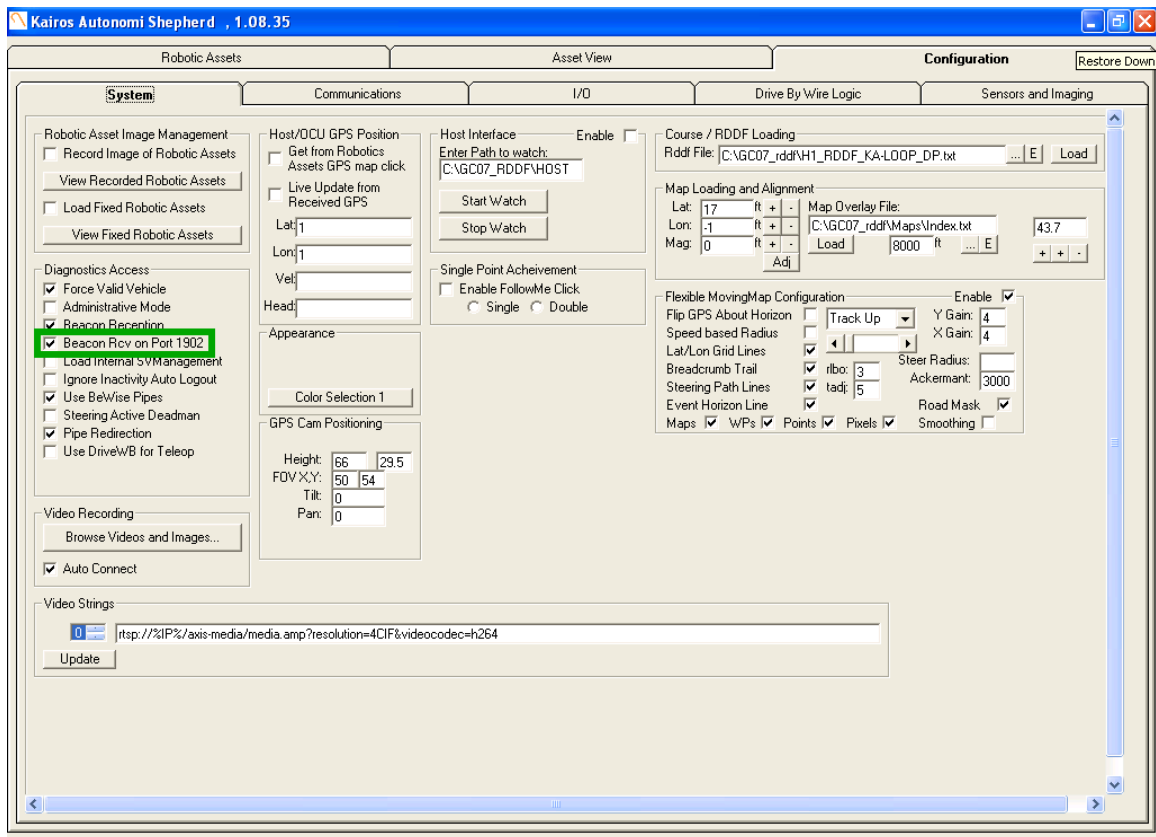 Kairos Autonomi Shepherd , 1.08.35
Robotic Assets
Asset View
Configuration
Restore Down
System
Communications
I/O
Drive By Wire Logic
Sensors and Imaging
Robotic Asset Image Management
Record Image of Robotic Assets
View Recorded Robotic Assets
Load Fixed Robotic Assets
View Fixed Robotic Assets
Diagnostics Access
Force Valid Vehicle
Administrative Mode
Beacon Reception
Beacon Rcv on Port 1902
Load Internal SVManagement
Ignore Inactivity Auto Logout
Use BeWise Pipes
Steering Active Deadman
Pipe Redirection
Use DriveWB for Teleop
Video Recording
Browse Videos and Images...
Auto Connect
Host/OCU GPS Position
Get from Robotics
Assets GPS map click
Live Update from
Received GPS
Lat: 1
Lon: 1
Vel:
Head:
Appearance
Color Selection 1
GPS Cam Positioning
Height: 66 29.5
FOV X,Y: 50 54
Tilt: 0
Pan: 0
Host Interface Enable
Enter Path to watch:
C:\GC07_RDDF\HOST
Start Watch
Stop Watch
Single Point Acheivement
Enable FollowMe Click
Single Double
Course / RDDF Loading
Rddf File: C:\GC07_rddf\H1_RDDF_KA-LOOP_DP.txt ... E Load
Map Loading and Alignment
Lat: 17 ft + - Map Overlay File:
Lon: -1 ft + - C:\GC07_rddf\Maps\Index.txt 43.7
Mag: 0 ft + - Load 8000 ft ... E + + -
Adj
Flexible MovingMap Configuration Enable
Flip GPS About Horizon Track Up Y Gain: 4
Speed based Radius X Gain: 4
Lat/Lon Grid Lines Steer Radius:
Breadcrumb Trail rlbo: 3 Ackermant: 3000
Steering Path Lines tadj: 5
Event Horizon Line Road Mask
Maps WPs Points Pixels Smoothing
Video Strings
0 rtsp://%IP%/axis-media/media.amp?resolution=4CIF&videocodec=h264
Update